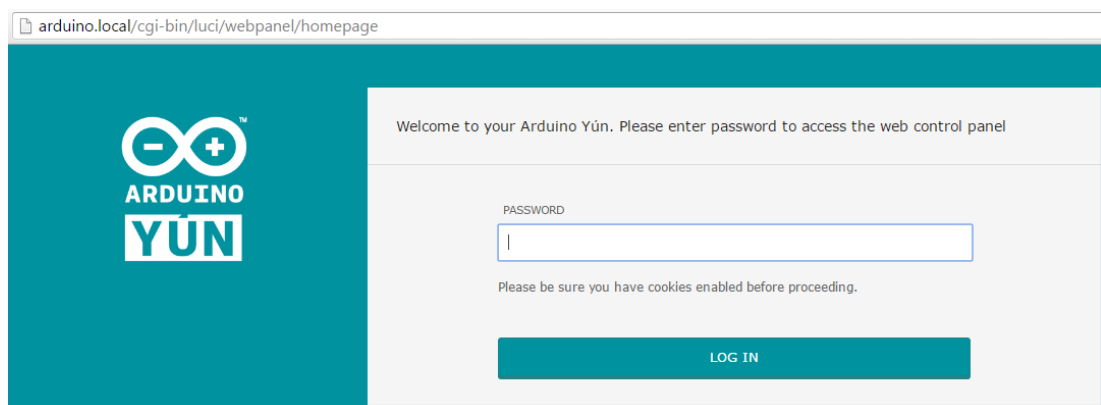 arduino.local/cgi-bin/luci/webpanel/homepage
TM
ARDUINO
YÚN
Welcome to your Arduino Yún. Please enter password to access the web control panel
PASSWORD
Please be sure you have cookies enabled before proceeding.
LOG IN